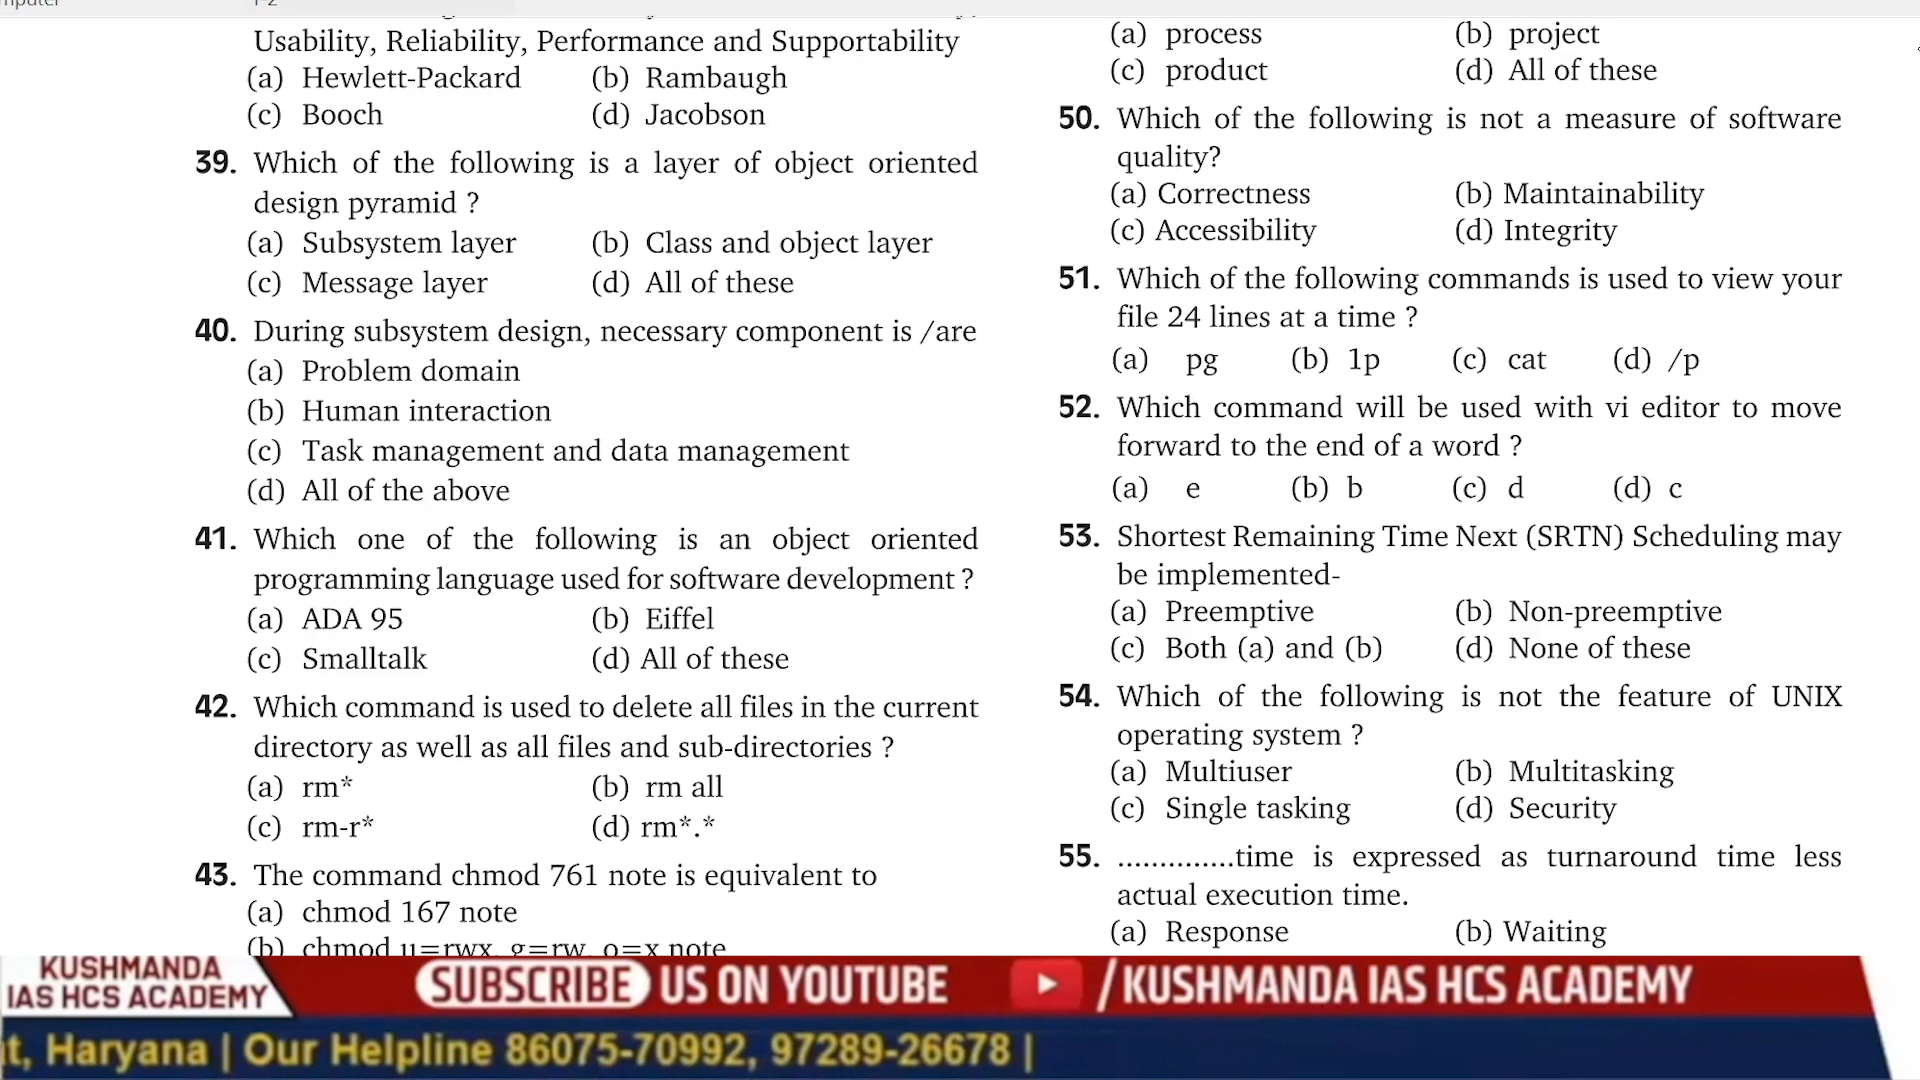 Usability, Reliability, Performance and Supportability
(a) Hewlett-Packard (b) Rambaugh
(c) Booch (d) Jacobson
39. Which of the following is a layer of object oriented
design pyramid ?
(a) Subsystem layer (b) Class and object layer
(c) Message layer (d) All of these
40. During subsystem design, necessary component is /are
(a) Problem domain
(b) Human interaction
(c) Task management and data management
(d) All of the above
41. Which one of the following is an object oriented
programming language used for software development ?
(a) ADA 95 (b) Eiffel
(c) Smalltalk (d) All of these
42. Which command is used to delete all files in the current
directory as well as all files and sub-directories ?
(a) rm* (b) rm all
(c) rm-r* (d) rm*.*
43. The command chmod 761 note is equivalent to
(a) chmod 167 note
(b) chmod u=rwx, g=rw, o=x note
(a) process (b) project
(c) product (d) All of these
50. Which of the following is not a measure of software
quality?
(a) Correctness (b) Maintainability
(c) Accessibility (d) Integrity
51. Which of the following commands is used to view your
file 24 lines at a time ?
(a) pg (b) 1p (c) cat (d) /p
52. Which command will be used with vi editor to move
forward to the end of a word ?
(a) e (b) b (c) d (d) c
53. Shortest Remaining Time Next (SRTN) Scheduling may
be implemented-
(a) Preemptive (b) Non-preemptive
(c) Both (a) and (b) (d) None of these
54. Which of the following is not the feature of UNIX
operating system ?
(a) Multiuser (b) Multitasking
(c) Single tasking (d) Security
55. ..............time is expressed as turnaround time less
actual execution time.
(a) Response (b) Waiting
KUSHMANDA
IAS HCS ACADEMY
SUBSCRIBE US ON YOUTUBE /KUSHMANDA IAS HCS ACADEMY
t, Haryana | Our Helpline 86075-70992, 97289-26678 |